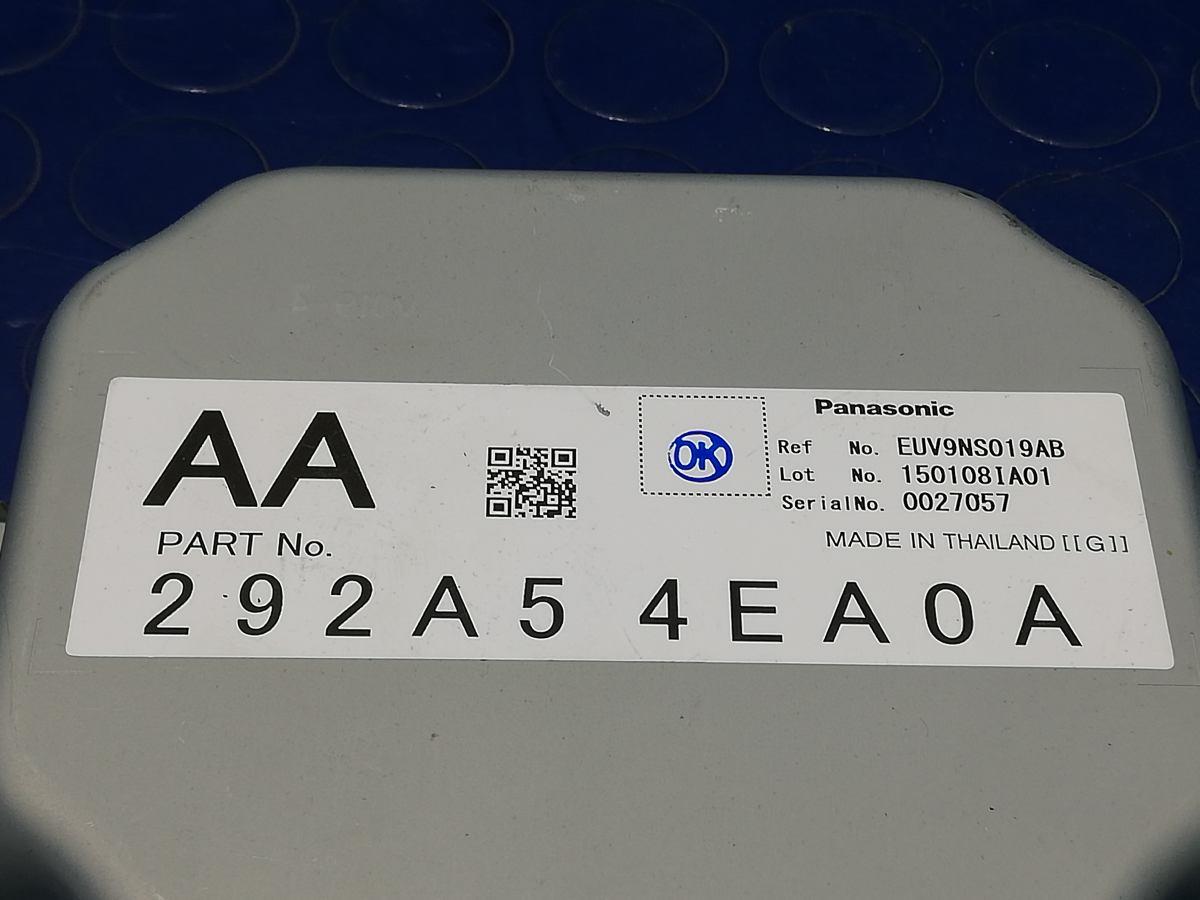 AA
OK
Panasonic
Ref No. EUV9NS019AB
Lot No. 150108IA01
SerialNo. 0027057
MADE IN THAILAND [[G]]
PART No.
292A5 4EA0A